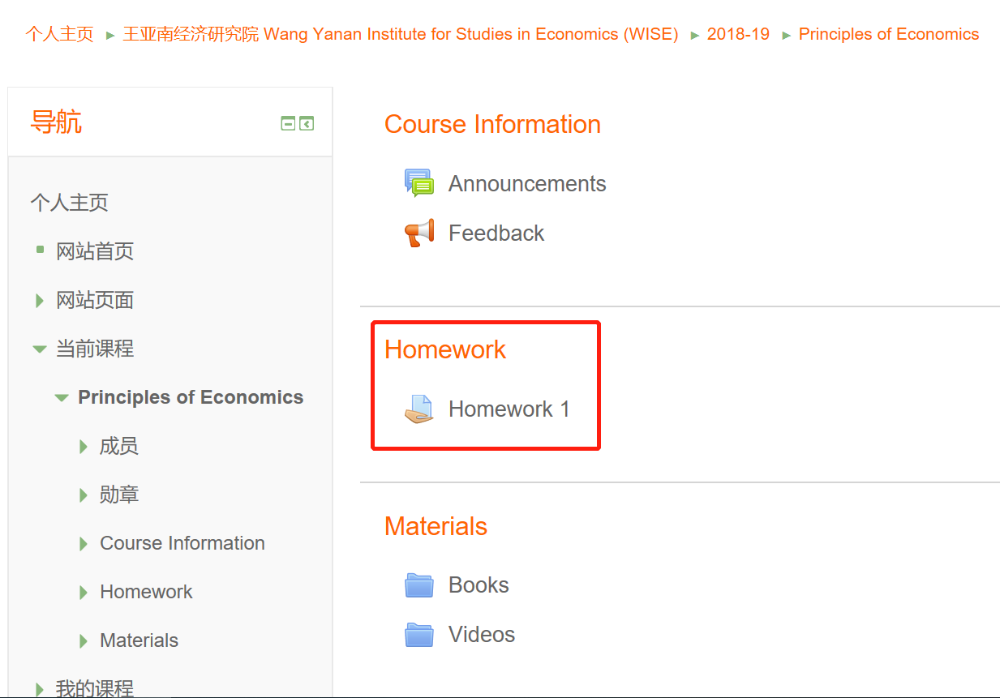 个人主页 ► 王亚南经济研究院 Wang Yanan Institute for Studies in Economics (WISE) ► 2018-19 ► Principles of Economics
导航
个人主页
网站首页
网站页面
当前课程
Principles of Economics
成员
勋章
Course Information
Homework
Materials
我的课程
Course Information
Announcements
Feedback
Homework
Homework 1
Materials
Books
Videos